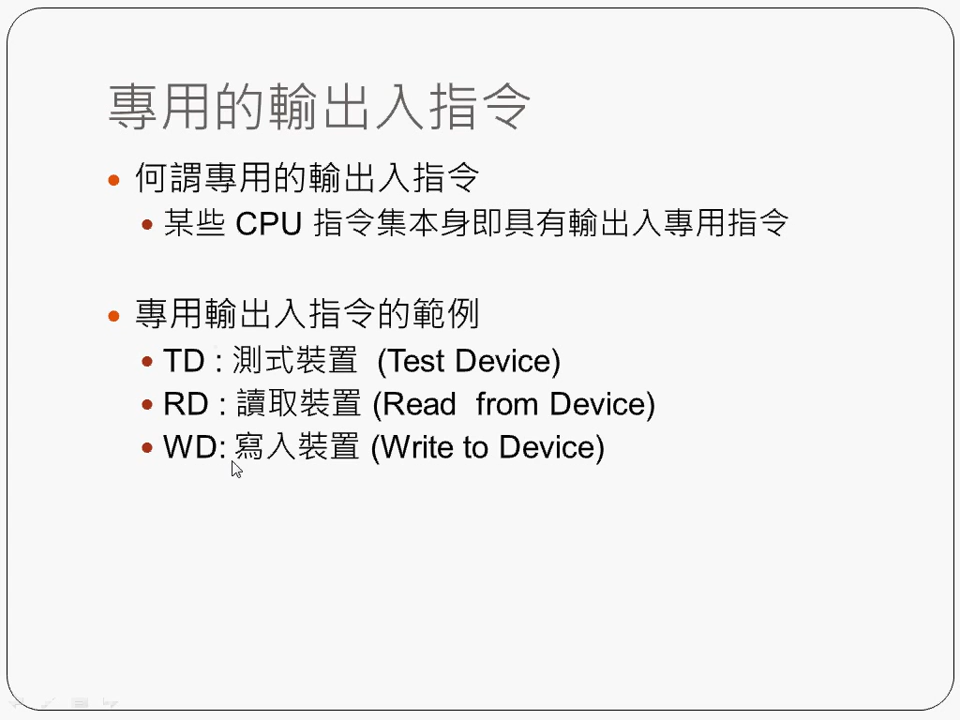 專用的輸出入指令
何謂專用的輸出入指令
某些 CPU 指令集本身即具有輸出入專用指令
專用輸出入指令的範例
TD : 測式裝置 (Test Device)
RD : 讀取裝置 (Read from Device)
WD: 寫入裝置 (Write to Device)